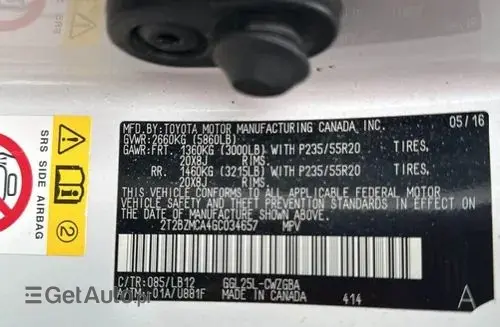 MFD. BY:TOYOTA MOTOR MANUFACTURING CANADA, INC. 05/16
GVWR:2660KG (5860LB)
GAWR:FRT. 1360KG (3000LB) WITH P235/55R20 TIRES,
20X8J RIMS,
RR. 1460KG (3215LB) WITH P235/55R20 TIRES,
20X8J RIMS,
THIS VEHICLE CONFORMS TO ALL APPLICABLE FEDERAL MOTOR
VEHICLE SAFETY AND THEFT PREVENTION STANDARDS IN EFFECT
ON THE DATE OF MANUFACTURE SHOWN ABOVE.
2T2BZMCA4GC034657 MPV
C/TR:085/LB12 GGL25L-CWZGBA
A/TM:-01A/U881F MADE IN CANADA 414 A
SRS SIDE AIRBAG
2
GetAuto.pl